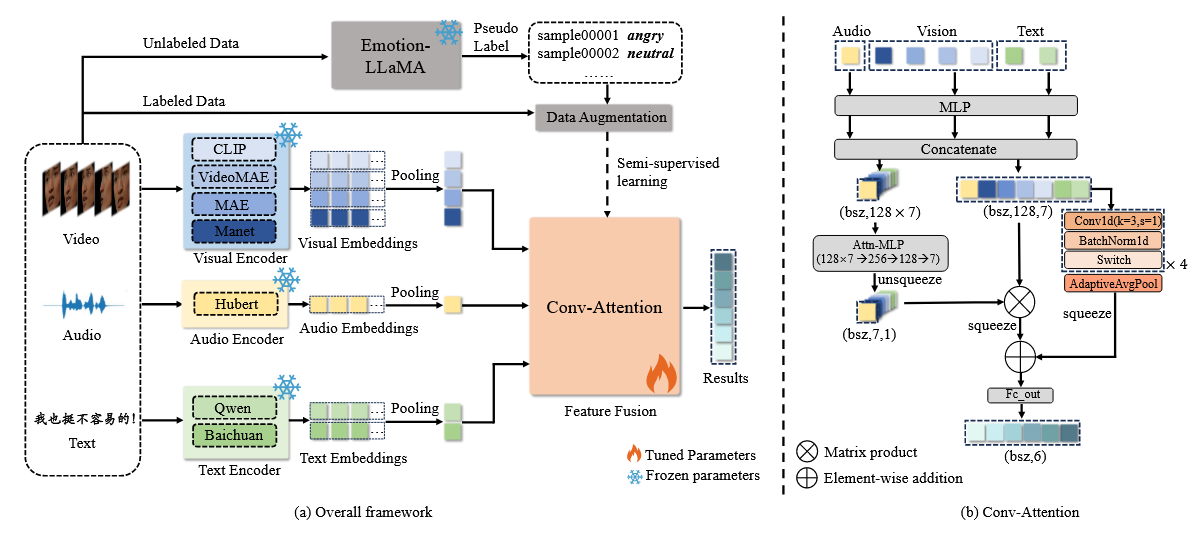 Unlabeled Data
Emotion-
LLaMA
Pseudo
Label
sample00001 angry
sample00002 neutral
......
Labeled Data
Data Augmentation
Semi-supervised
learning
Video
Audio
我也挺不容易的!
Text
CLIP
VideoMAE
MAE
Manet
Visual Encoder
...
...
...
...
Visual Embeddings
Pooling
Hubert
Audio Encoder
...
Audio Embeddings
Pooling
Qwen
Baichuan
Text Encoder
...
...
Text Embeddings
Pooling
Conv-Attention
Feature Fusion
Results
Tuned Parameters
Frozen parameters
(a) Overall framework
Audio
Vision
Text
MLP
Concatenate
(bsz,128 × 7)
(bsz,128,7)
Attn-MLP
(128×7→256→128→7)
unsqueeze
(bsz,7,1)
Conv1d(k=3,s=1)
BatchNorm1d
Switch
× 4
AdaptiveAvgPool
squeeze
squeeze
Fc_out
(bsz,6)
Matrix product
Element-wise addition
(b) Conv-Attention